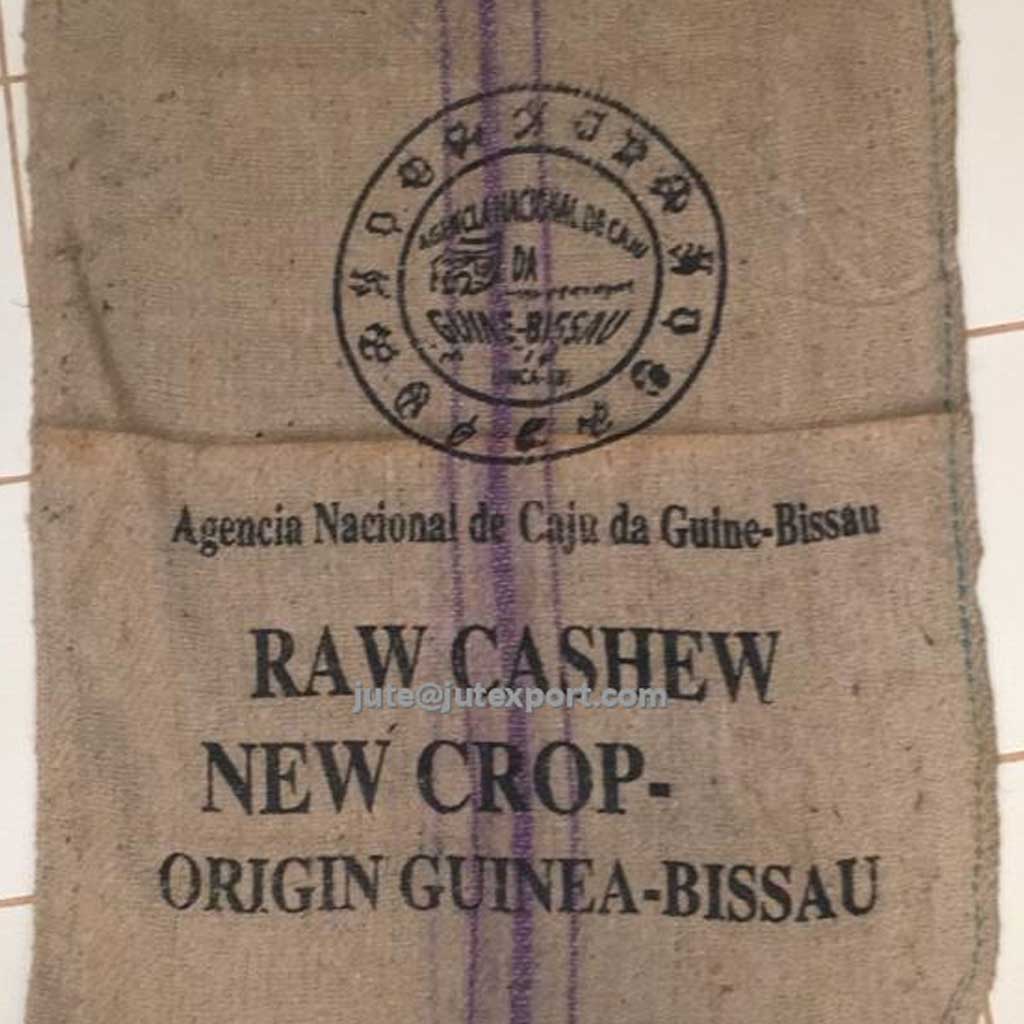 AGENCIA NACIONAL DE CAJU
DA
GUINE-BISSAU
Agencia Nacional de Caju da Guine-Bissau
RAW CASHEW
jute@jutexport.com
NEW CROP-
ORIGIN GUINEA-BISSAU